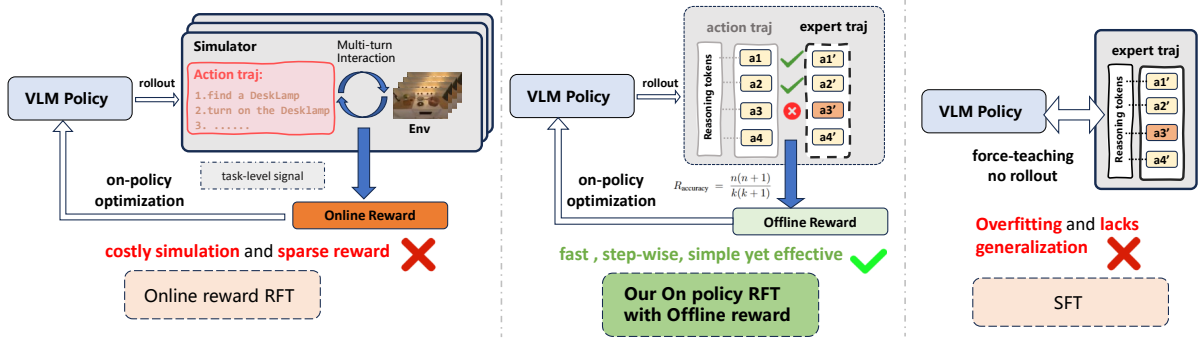 Simulator
Multi-turn
Interaction
Action traj:
1.find a DeskLamp
2.turn on the Desklamp
3. ......
Env
VLM Policy
rollout
task-level signal
on-policy
optimization
Online Reward
costly simulation and sparse reward
Online reward RFT
action traj
expert traj
VLM Policy
rollout
Reasoning tokens
a1
a2
a3
a4
a1'
a2'
a3'
a4'
on-policy
optimization
R_accuracy = n(n + 1) / k(k + 1)
Offline Reward
fast , step-wise, simple yet effective
Our On policy RFT
with Offline reward
expert traj
VLM Policy
Reasoning tokens
a1'
a2'
a3'
a4'
force-teaching
no rollout
Overfitting and lacks
generalization
SFT